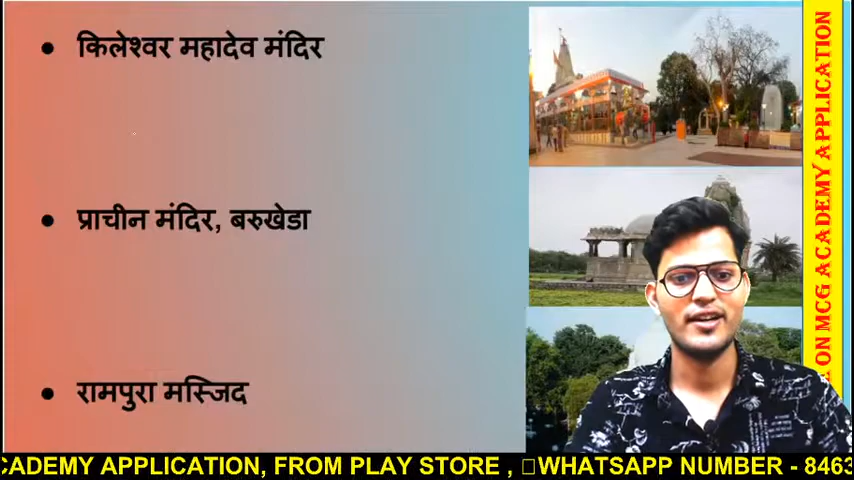 किलेश्वर महादेव मंदिर
प्राचीन मंदिर, बरुखेडा
रामपुरा मस्जिद
ON MCG ACADEMY APPLICATION
CADEMY APPLICATION, FROM PLAY STORE , WHATSAPP NUMBER - 8463